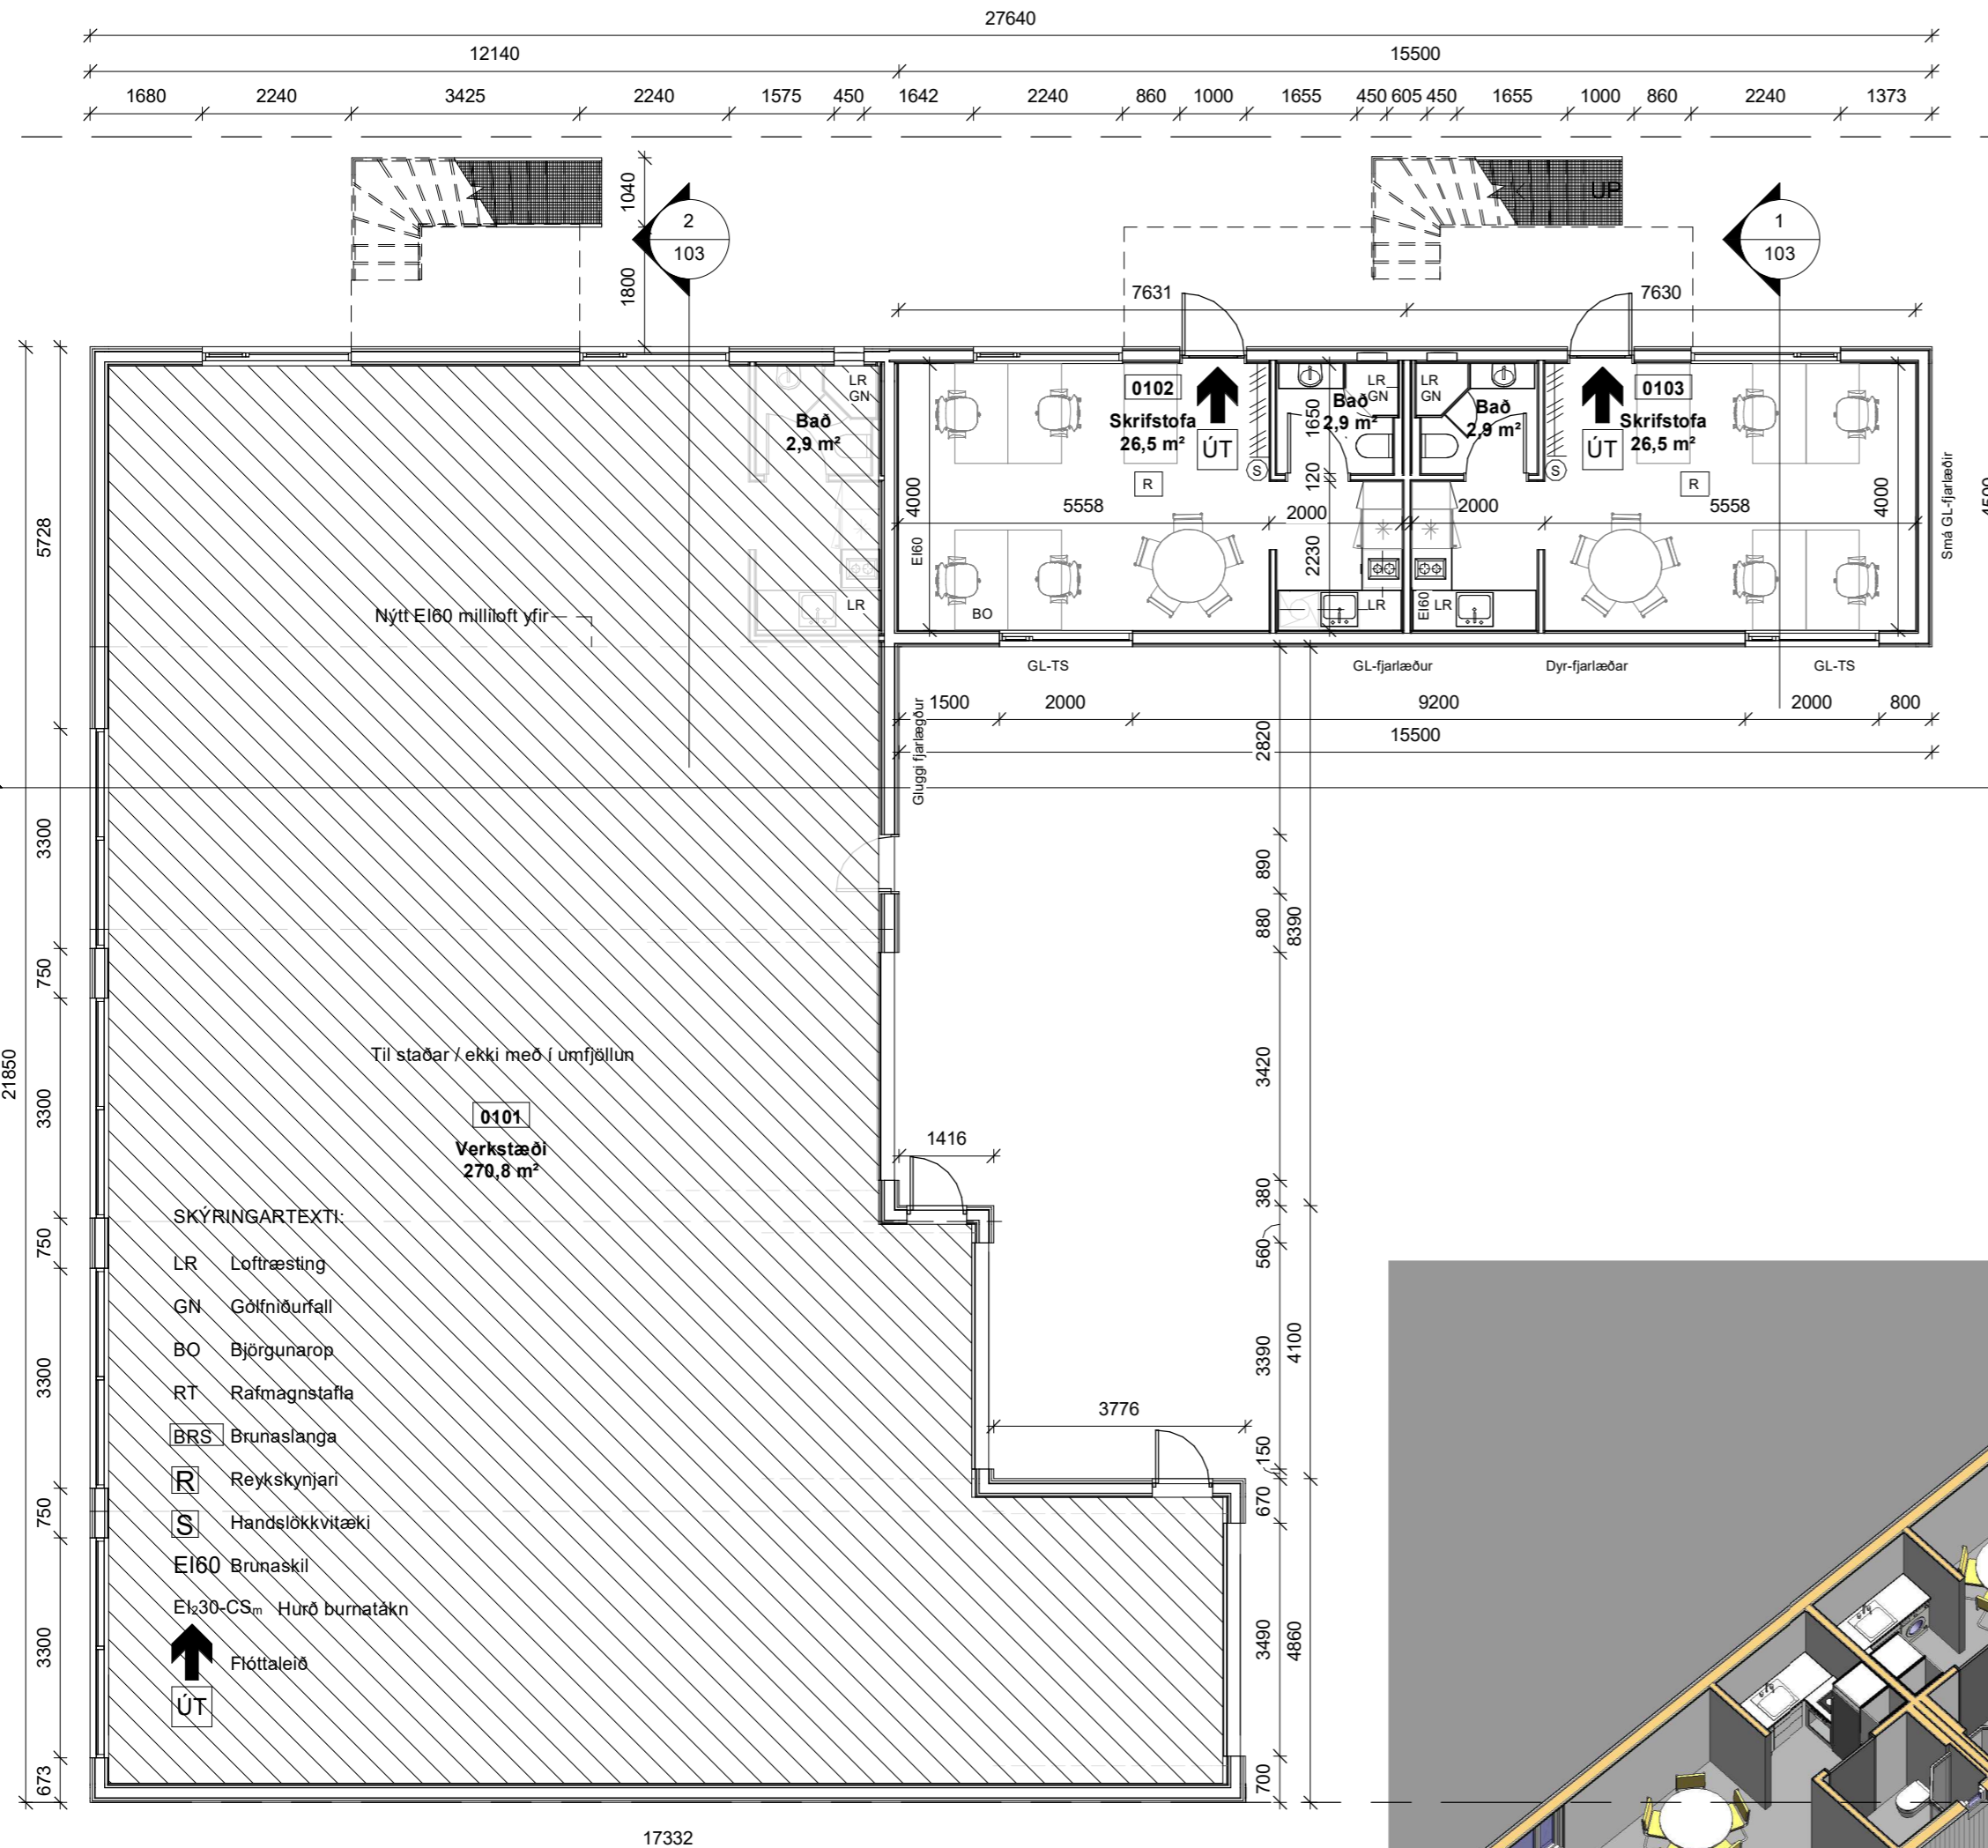 27640
12140 15500
1680 2240 3425 2240 1575 450 1642 2240 860 1000 1655 450 605 450 1655 1000 860 2240 1373
1040
1800
2
103
UP
1
103
7631 7630
LR
GN
Bað
2,9 m²
0102
Skrifstofa
26,5 m²
ÚT
S
R
LR
GN
Bað
2,9 m²
1650
120
2230
LR
GN
Bað
2,9 m²
0103
Skrifstofa
26,5 m²
ÚT
S
R
4000
5558 2000 2000 5558
4000
EI60
BO
LR
LR
EI60
LR
Smá GL-fjarlæðir
4500
5728
Nýtt EI60 milliloft yfir
GL-TS GL-fjarlæður Dyr-fjarlæðar GL-TS
1500 2000 9200 2000 800
15500
Gluggi fjarlægður
2820
890
880
8390
3420
380
560
3390
4100
150
670
3490
4860
700
21850
3300
750
3300
750
3300
750
3300
673
Til staðar / ekki með í umfjöllun
0101
Verkstæði
270,8 m²
1416
3776
SKÝRINGARTEXTI:
LR Loftræsting
GN Gólfniðurfall
BO Björgunarop
RT Rafmagnstafla
BRS Brunaslanga
R Reykskynjari
S Handslökkvitæki
EI60 Brunaskil
EI₂30-CSₘ Hurð burnatákn
Flóttaleið
ÚT
17332